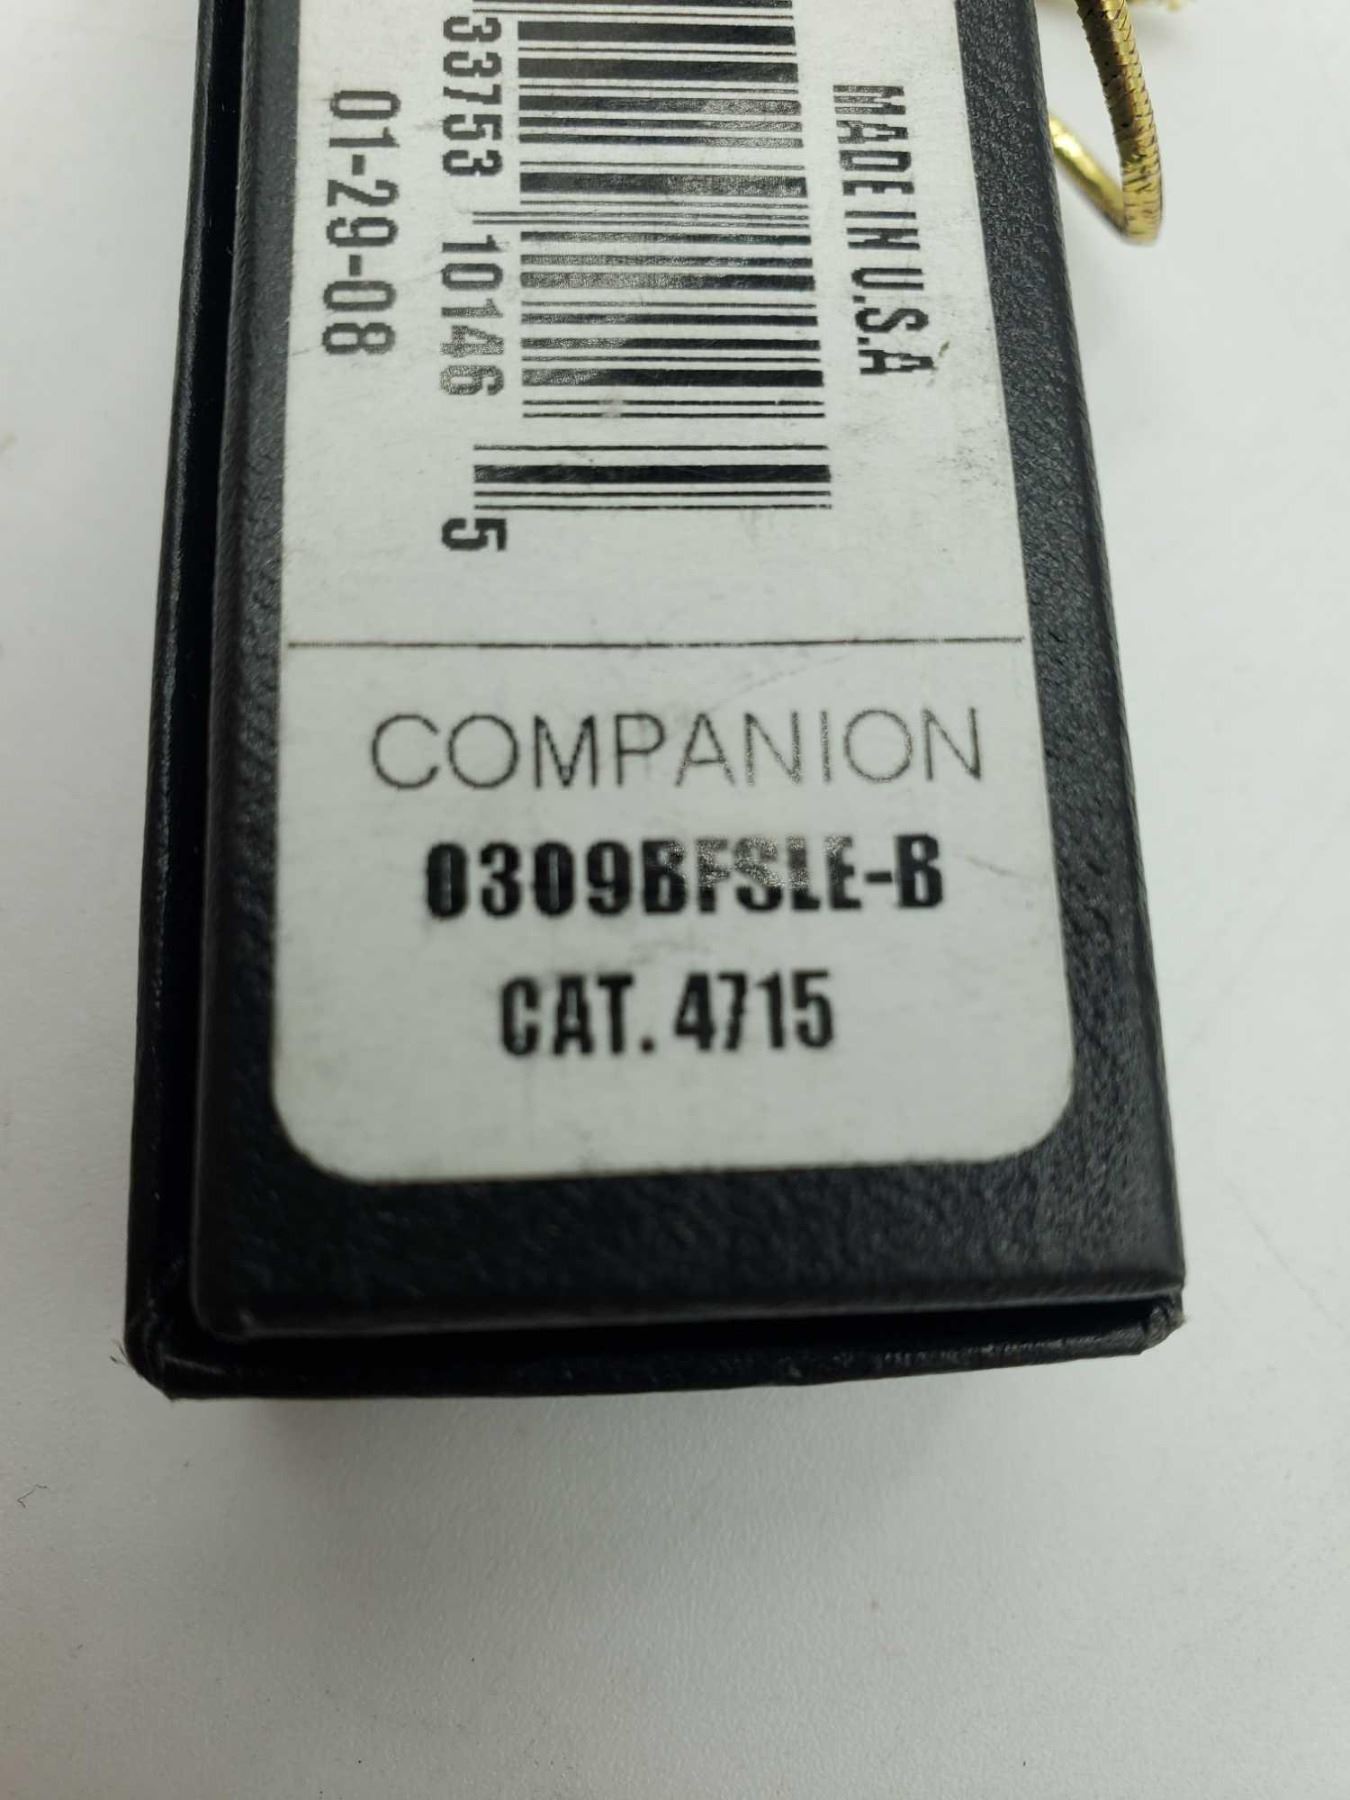 MADE IN U.S.A
33753 10146 5
01-29-08
COMPANION
0309BFSLE-B
CAT. 4715